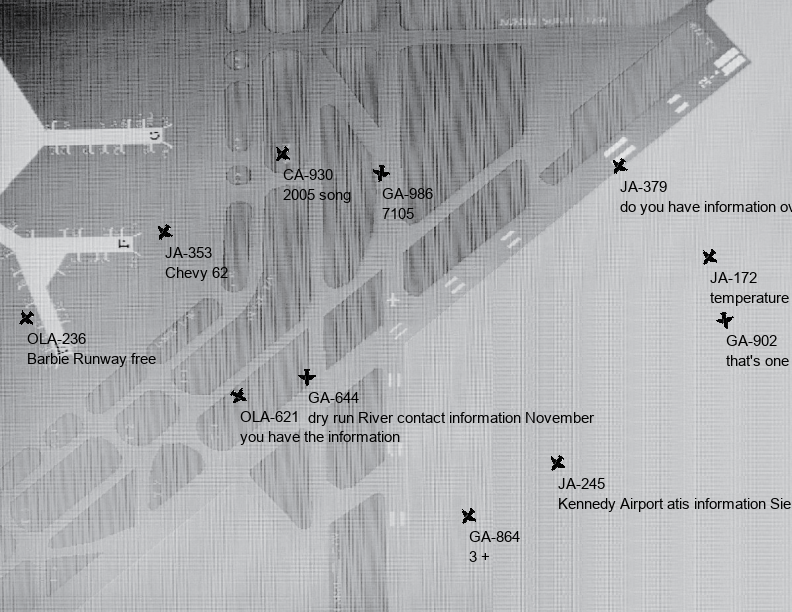 CA-930
2005 song
GA-986
7105
JA-379
do you have information ov
JA-353
Chevy 62
JA-172
temperature
OLA-236
Barbie Runway free
GA-902
that's one
GA-644
dry run River contact information November
OLA-621
you have the information
JA-245
Kennedy Airport atis information Sie
GA-864
3 +